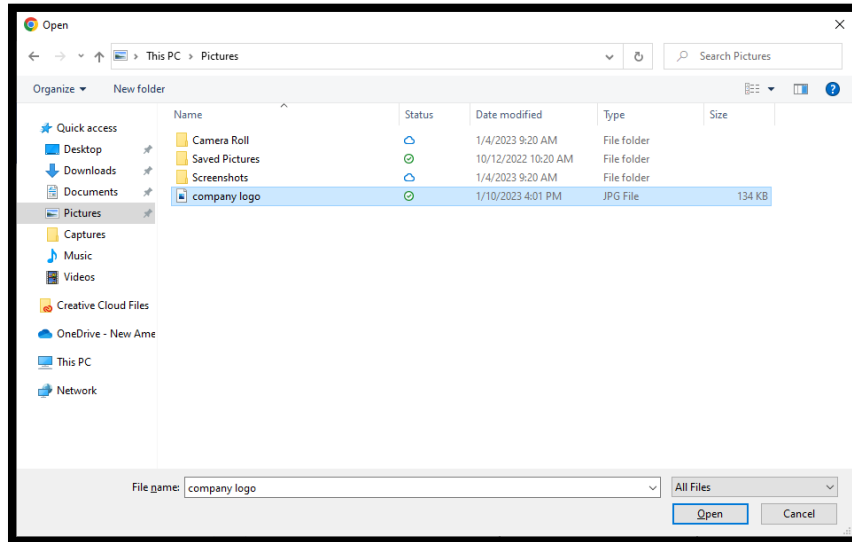 Open
This PC > Pictures
Search Pictures
Organize
New folder
Name Status Date modified Type Size
Quick access
Desktop
Downloads
Documents
Pictures
Captures
Music
Videos
Creative Cloud Files
OneDrive - New Ame
This PC
Network
Camera Roll 1/4/2023 9:20 AM File folder
Saved Pictures 10/12/2022 10:20 AM File folder
Screenshots 1/4/2023 9:20 AM File folder
company logo 1/10/2023 4:01 PM JPG File 134 KB
File name: company logo
All Files
Open Cancel